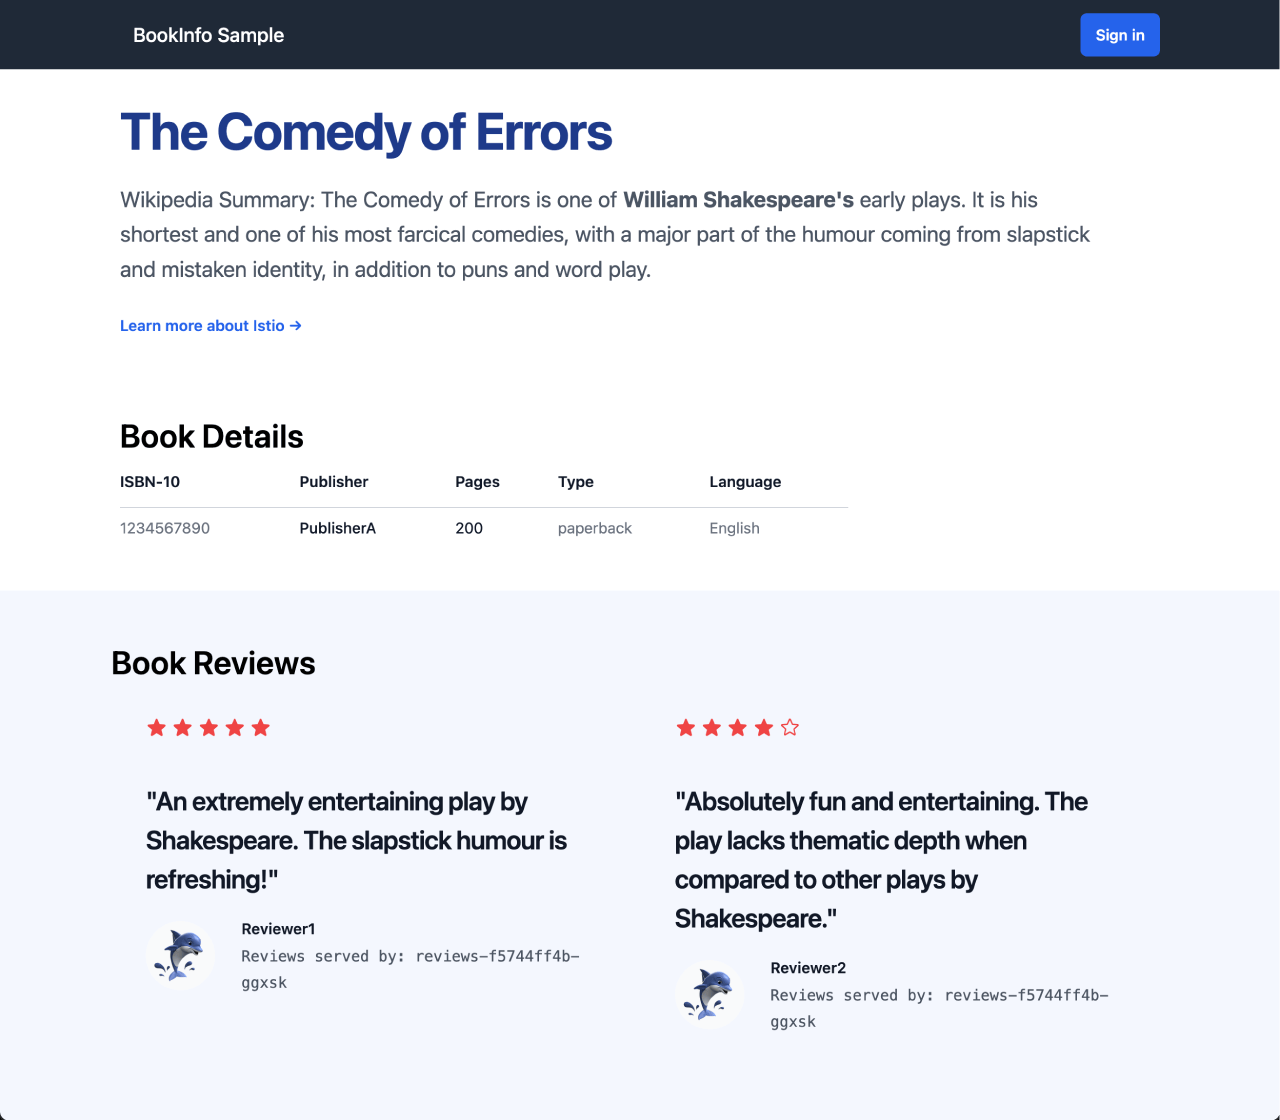 BookInfo Sample
Sign in
The Comedy of Errors
Wikipedia Summary: The Comedy of Errors is one of William Shakespeare's early plays. It is his
shortest and one of his most farcical comedies, with a major part of the humour coming from slapstick
and mistaken identity, in addition to puns and word play.
Learn more about Istio →
Book Details
ISBN-10 Publisher Pages Type Language
1234567890 PublisherA 200 paperback English
Book Reviews
"An extremely entertaining play by
Shakespeare. The slapstick humour is
refreshing!"
Reviewer1
Reviews served by: reviews-f5744ff4b-
ggxsk
"Absolutely fun and entertaining. The
play lacks thematic depth when
compared to other plays by
Shakespeare."
Reviewer2
Reviews served by: reviews-f5744ff4b-
ggxsk